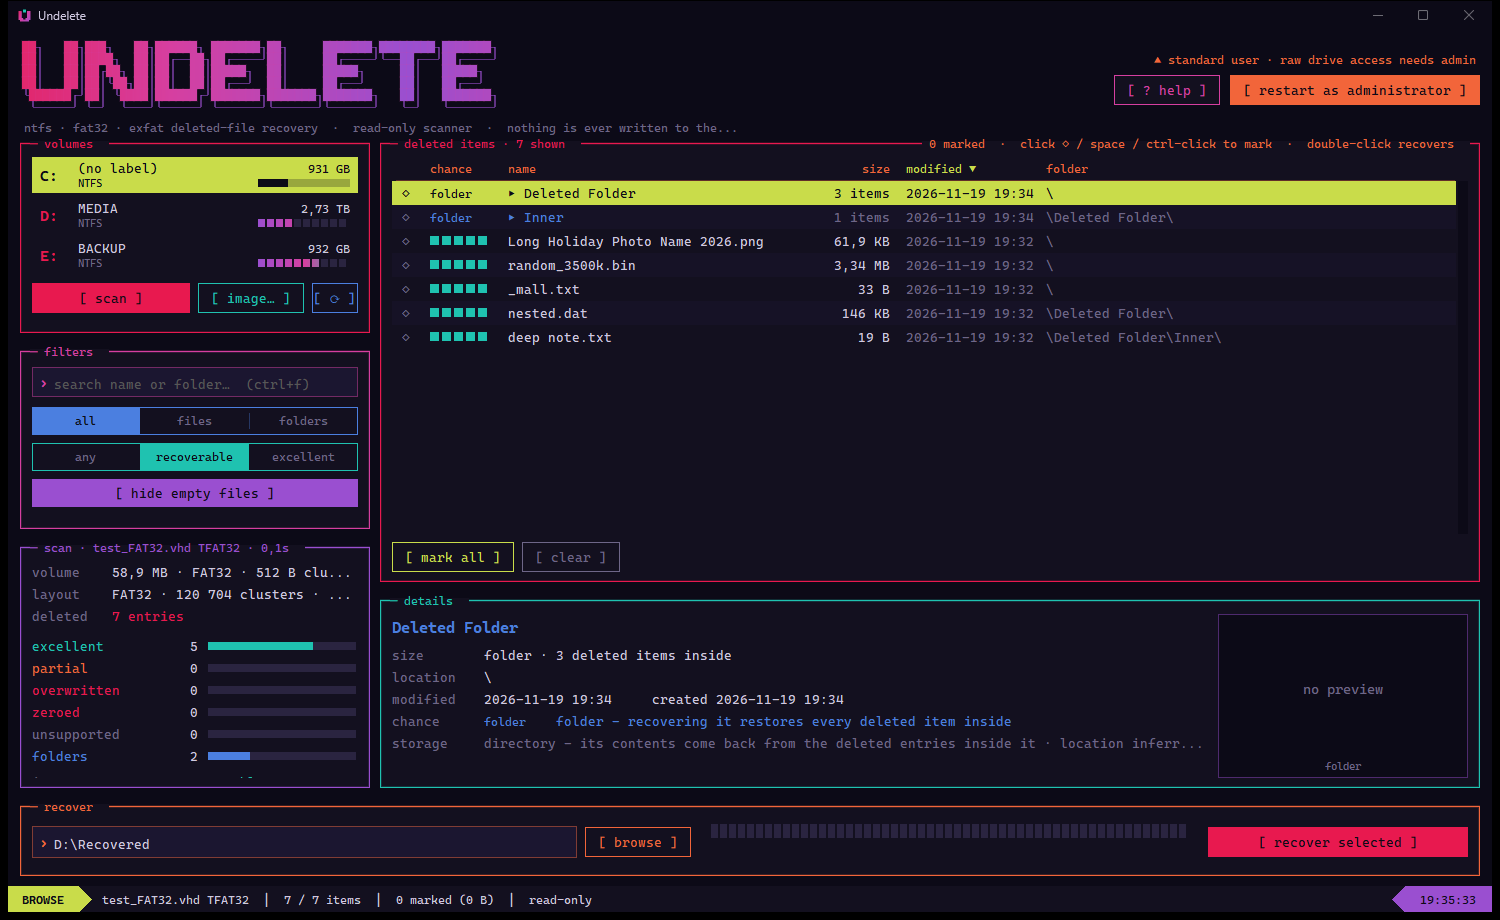 Undelete
UNDELETE
▲ standard user · raw drive access needs admin
[ ? help ] [ restart as administrator ]
ntfs · fat32 · exfat deleted-file recovery · read-only scanner · nothing is ever written to the...
volumes
C: (no label) 931 GB
NTFS
D: MEDIA 2,73 TB
NTFS
E: BACKUP 932 GB
NTFS
[ scan ] [ image… ] [ ⟳ ]
filters
› search name or folder… (ctrl+f)
all files folders
any recoverable excellent
[ hide empty files ]
scan · test_FAT32.vhd TFAT32 · 0,1s
volume 58,9 MB · FAT32 · 512 B clu...
layout FAT32 · 120 704 clusters · ...
deleted 7 entries
excellent 5
partial 0
overwritten 0
zeroed 0
unsupported 0
folders 2
deleted items · 7 shown 0 marked · click ◇ / space / ctrl-click to mark · double-click recovers
chance name size modified ▼ folder
◇ folder ▸ Deleted Folder 3 items 2026-11-19 19:34 \
◇ folder ▸ Inner 1 items 2026-11-19 19:34 \Deleted Folder\
◇ Long Holiday Photo Name 2026.png 61,9 KB 2026-11-19 19:32 \
◇ random_3500k.bin 3,34 MB 2026-11-19 19:32 \
◇ _mall.txt 33 B 2026-11-19 19:32 \
◇ nested.dat 146 KB 2026-11-19 19:32 \Deleted Folder\
◇ deep note.txt 19 B 2026-11-19 19:32 \Deleted Folder\Inner\
[ mark all ] [ clear ]
details
Deleted Folder
size folder · 3 deleted items inside
location \
modified 2026-11-19 19:34 created 2026-11-19 19:34
chance folder folder — recovering it restores every deleted item inside
storage directory — its contents come back from the deleted entries inside it · location inferr...
no preview
folder
recover
› D:\Recovered [ browse ] [ recover selected ]
BROWSE test_FAT32.vhd TFAT32 | 7 / 7 items | 0 marked (0 B) | read-only 19:35:33